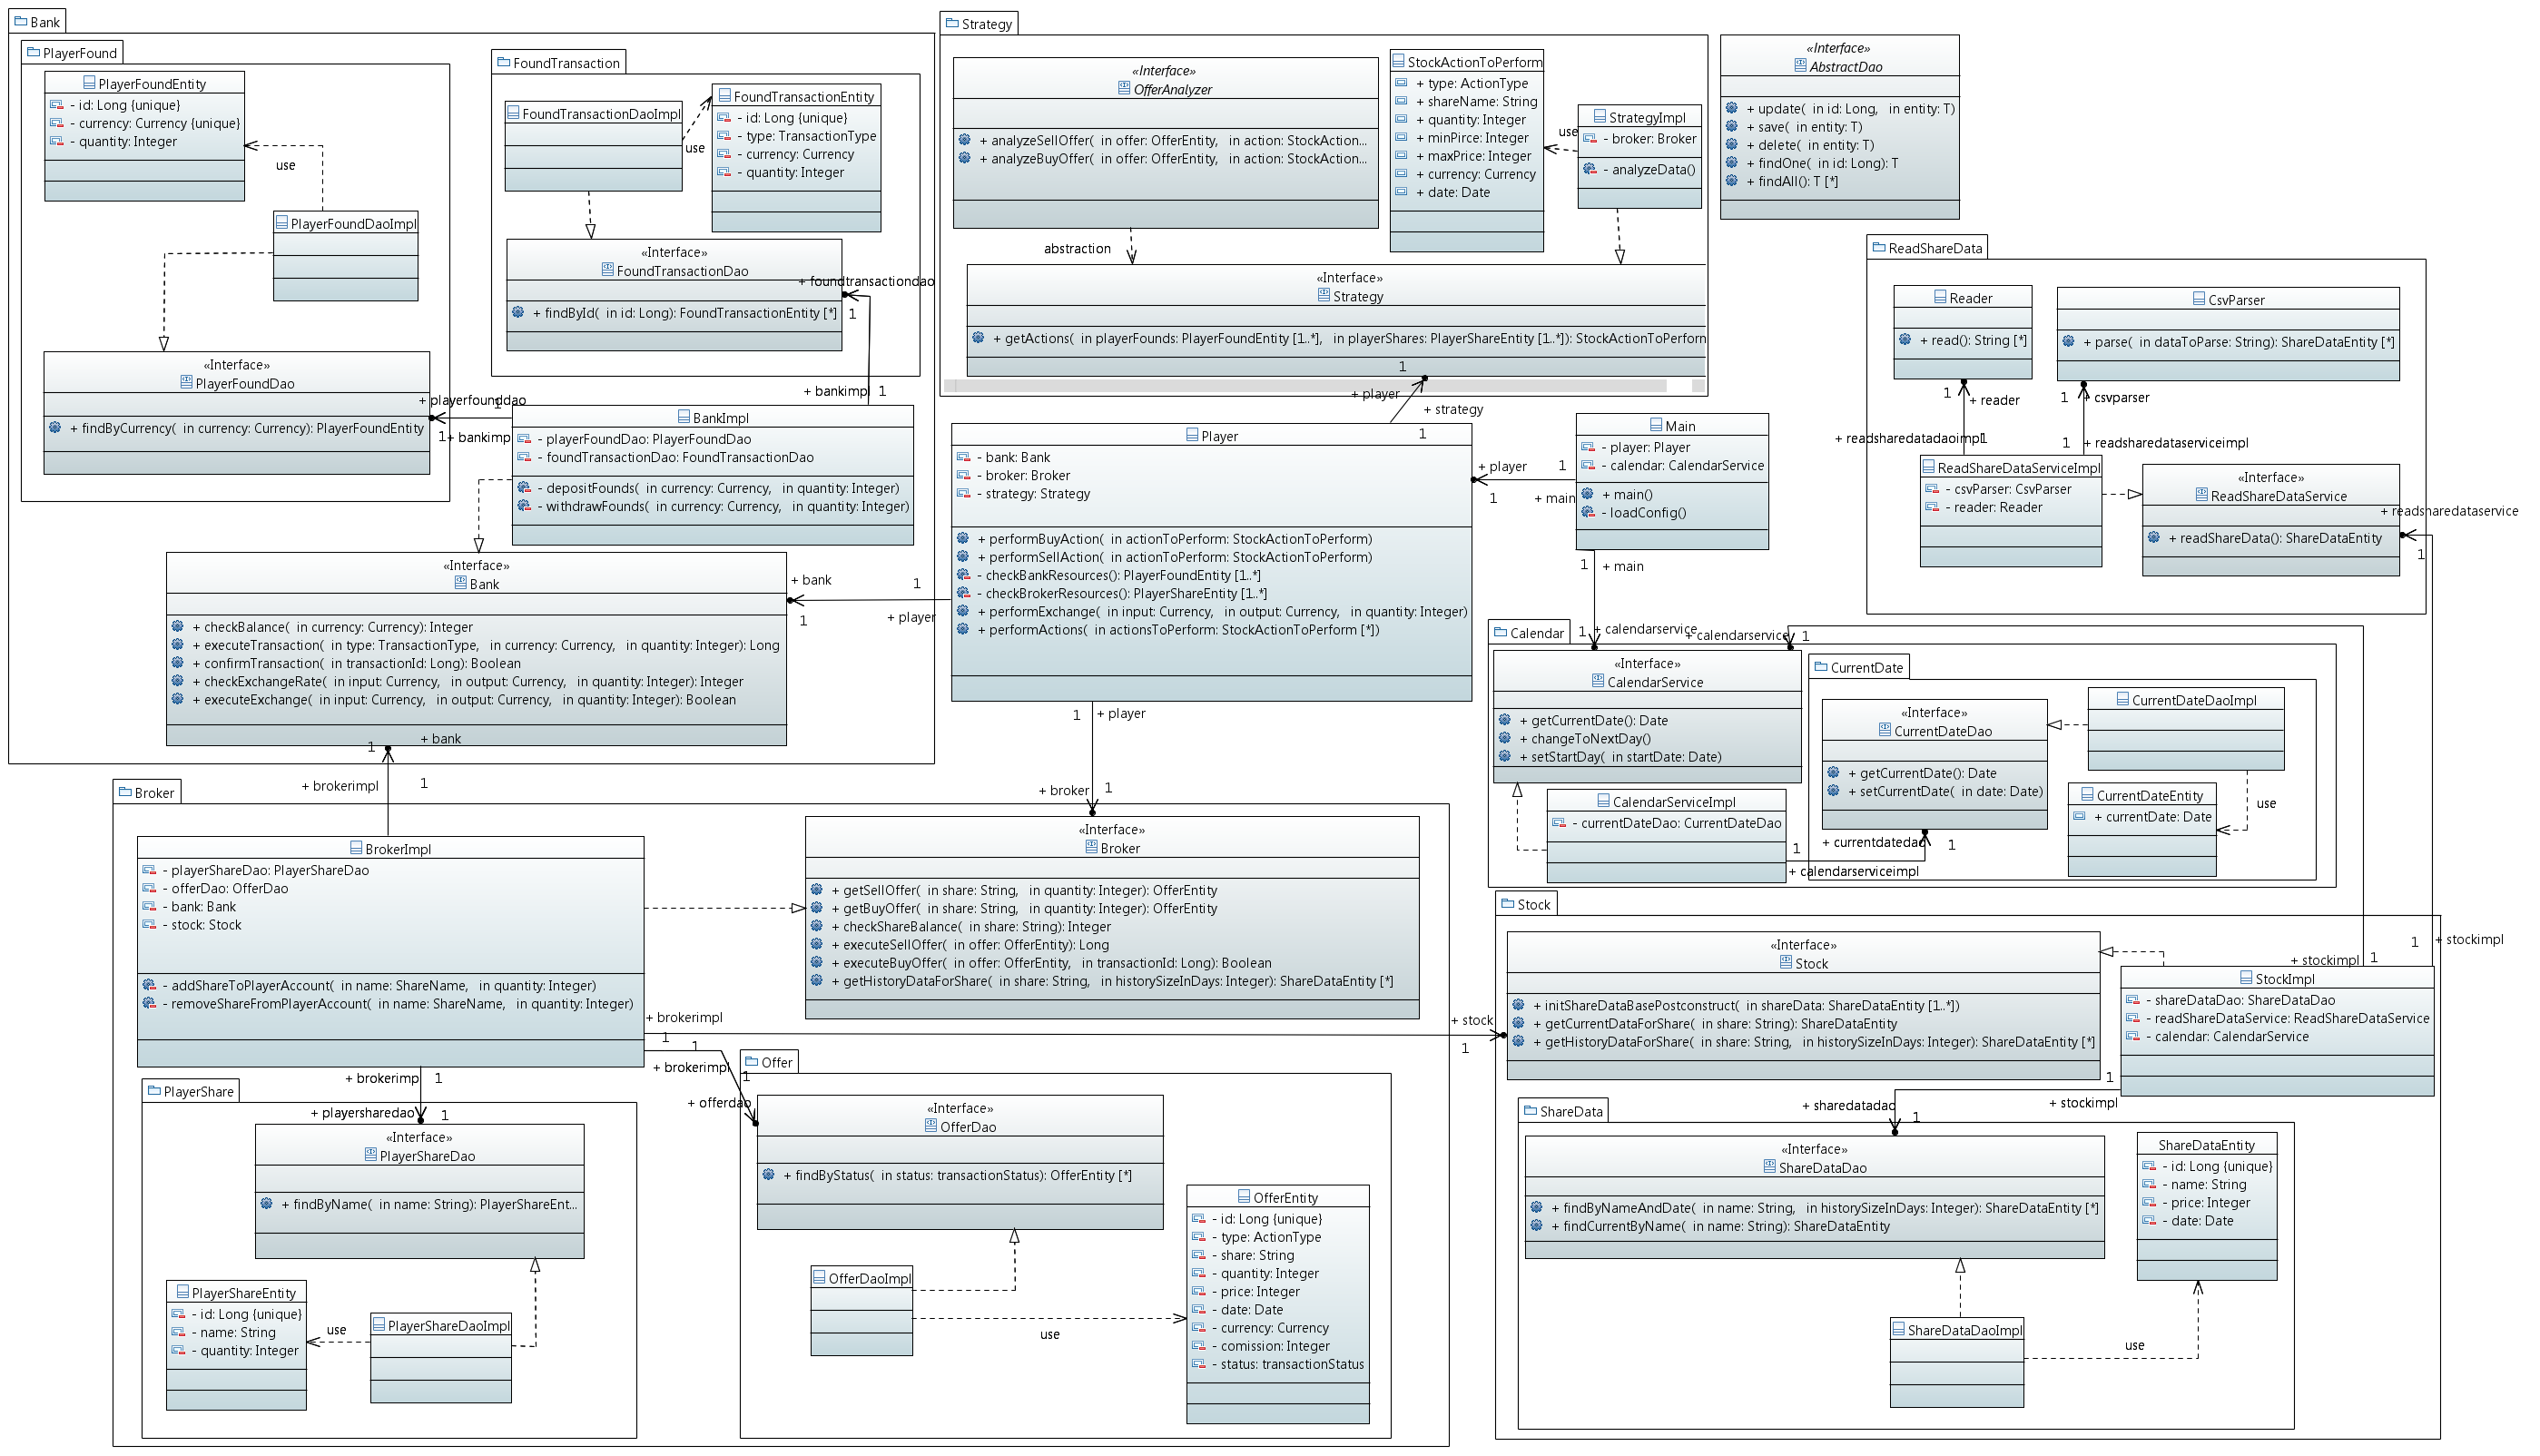 Bank
PlayerFound
PlayerFoundEntity
- id: Long {unique}
- currency: Currency {unique}
- quantity: Integer
use
PlayerFoundDaoImpl
«Interface»
PlayerFoundDao
+ findByCurrency(  in currency: Currency): PlayerFoundEntity
FoundTransaction
FoundTransactionDaoImpl
use
FoundTransactionEntity
- id: Long {unique}
- type: TransactionType
- currency: Currency
- quantity: Integer
«Interface»
FoundTransactionDao
+ findById(  in id: Long): FoundTransactionEntity [*]
+ foundtransactiondao
1
+ bankimpl
1
+ playerfounddao
1
1
+ bankimp
BankImpl
- playerFoundDao: PlayerFoundDao
- foundTransactionDao: FoundTransactionDao
- depositFounds(  in currency: Currency,   in quantity: Integer)
- withdrawFounds(  in currency: Currency,   in quantity: Integer)
«Interface»
Bank
+ checkBalance(  in currency: Currency): Integer
+ executeTransaction(  in type: TransactionType,   in currency: Currency,   in quantity: Integer): Long
+ confirmTransaction(  in transactionId: Long): Boolean
+ checkExchangeRate(  in input: Currency,   in output: Currency,   in quantity: Integer): Integer
+ executeExchange(  in input: Currency,   in output: Currency,   in quantity: Integer): Boolean
+ bank
1
1
+ player
1
+ bank
+ brokerimpl
1
Strategy
«Interface»
OfferAnalyzer
+ analyzeSellOffer(  in offer: OfferEntity,   in action: StockAction...
+ analyzeBuyOffer(  in offer: OfferEntity,   in action: StockAction...
abstraction
StockActionToPerform
+ type: ActionType
+ shareName: String
+ quantity: Integer
+ minPirce: Integer
+ maxPrice: Integer
+ currency: Currency
+ date: Date
use
StrategyImpl
- broker: Broker
- analyzeData()
«Interface»
Strategy
+ getActions(  in playerFounds: PlayerFoundEntity [1..*],   in playerShares: PlayerShareEntity [1..*]): StockActionToPerforn
1
+ player
+ strategy
1
«Interface»
AbstractDao
+ update(  in id: Long,   in entity: T)
+ save(  in entity: T)
+ delete(  in entity: T)
+ findOne(  in id: Long): T
+ findAll(): T [*]
Player
- bank: Bank
- broker: Broker
- strategy: Strategy
+ performBuyAction(  in actionToPerform: StockActionToPerform)
+ performSellAction(  in actionToPerform: StockActionToPerform)
- checkBankResources(): PlayerFoundEntity [1..*]
- checkBrokerResources(): PlayerShareEntity [1..*]
+ performExchange(  in input: Currency,   in output: Currency,   in quantity: Integer)
+ performActions(  in actionsToPerform: StockActionToPerform [*])
+ player
1
1
+ main
Main
- player: Player
- calendar: CalendarService
+ main()
- loadConfig()
1
+ main
1
+ calendarservice
+ calendarservice
1
1
+ player
+ broker
1
ReadShareData
Reader
+ read(): String [*]
CsvParser
+ parse(  in dataToParse: String): ShareDataEntity [*]
1
+ reader
1
+ csvparser
+ readsharedatadaoimpl
1
1
+ readsharedataserviceimpl
ReadShareDataServiceImpl
- csvParser: CsvParser
- reader: Reader
«Interface»
ReadShareDataService
+ readShareData(): ShareDataEntity
+ readsharedataservice
1
Calendar
«Interface»
CalendarService
+ getCurrentDate(): Date
+ changeToNextDay()
+ setStartDay(  in startDate: Date)
CalendarServiceImpl
- currentDateDao: CurrentDateDao
1
+ calendarserviceimpl
CurrentDate
«Interface»
CurrentDateDao
+ getCurrentDate(): Date
+ setCurrentDate(  in date: Date)
+ currentdatedao
1
CurrentDateDaoImpl
CurrentDateEntity
+ currentDate: Date
use
Broker
BrokerImpl
- playerShareDao: PlayerShareDao
- offerDao: OfferDao
- bank: Bank
- stock: Stock
- addShareToPlayerAccount(  in name: ShareName,   in quantity: Integer)
- removeShareFromPlayerAccount(  in name: ShareName,   in quantity: Integer)
«Interface»
Broker
+ getSellOffer(  in share: String,   in quantity: Integer): OfferEntity
+ getBuyOffer(  in share: String,   in quantity: Integer): OfferEntity
+ checkShareBalance(  in share: String): Integer
+ executeSellOffer(  in offer: OfferEntity): Long
+ executeBuyOffer(  in offer: OfferEntity,   in transactionId: Long): Boolean
+ getHistoryDataForShare(  in share: String,   in historySizeInDays: Integer): ShareDataEntity [*]
+ brokerimpl
1
+ stock
1
1
+ brokerimpl
1
+ offerdao
+ brokerimp
1
+ playersharedao
1
PlayerShare
«Interface»
PlayerShareDao
+ findByName(  in name: String): PlayerShareEnt...
PlayerShareEntity
- id: Long {unique}
- name: String
- quantity: Integer
use
PlayerShareDaoImpl
Offer
«Interface»
OfferDao
+ findByStatus(  in status: transactionStatus): OfferEntity [*]
OfferDaoImpl
use
OfferEntity
- id: Long {unique}
- type: ActionType
- share: String
- quantity: Integer
- price: Integer
- date: Date
- currency: Currency
- comission: Integer
- status: transactionStatus
Stock
«Interface»
Stock
+ initShareDataBasePostconstruct(  in shareData: ShareDataEntity [1..*])
+ getCurrentDataForShare(  in share: String): ShareDataEntity
+ getHistoryDataForShare(  in share: String,   in historySizeInDays: Integer): ShareDataEntity [*]
+ stockimpl
1
1
+ stockimpl
StockImpl
- shareDataDao: ShareDataDao
- readShareDataService: ReadShareDataService
- calendar: CalendarService
1
+ stockimpl
+ sharedatadao
1
ShareData
«Interface»
ShareDataDao
+ findByNameAndDate(  in name: String,   in historySizeInDays: Integer): ShareDataEntity [*]
+ findCurrentByName(  in name: String): ShareDataEntity
ShareDataEntity
- id: Long {unique}
- name: String
- price: Integer
- date: Date
ShareDataDaoImpl
use